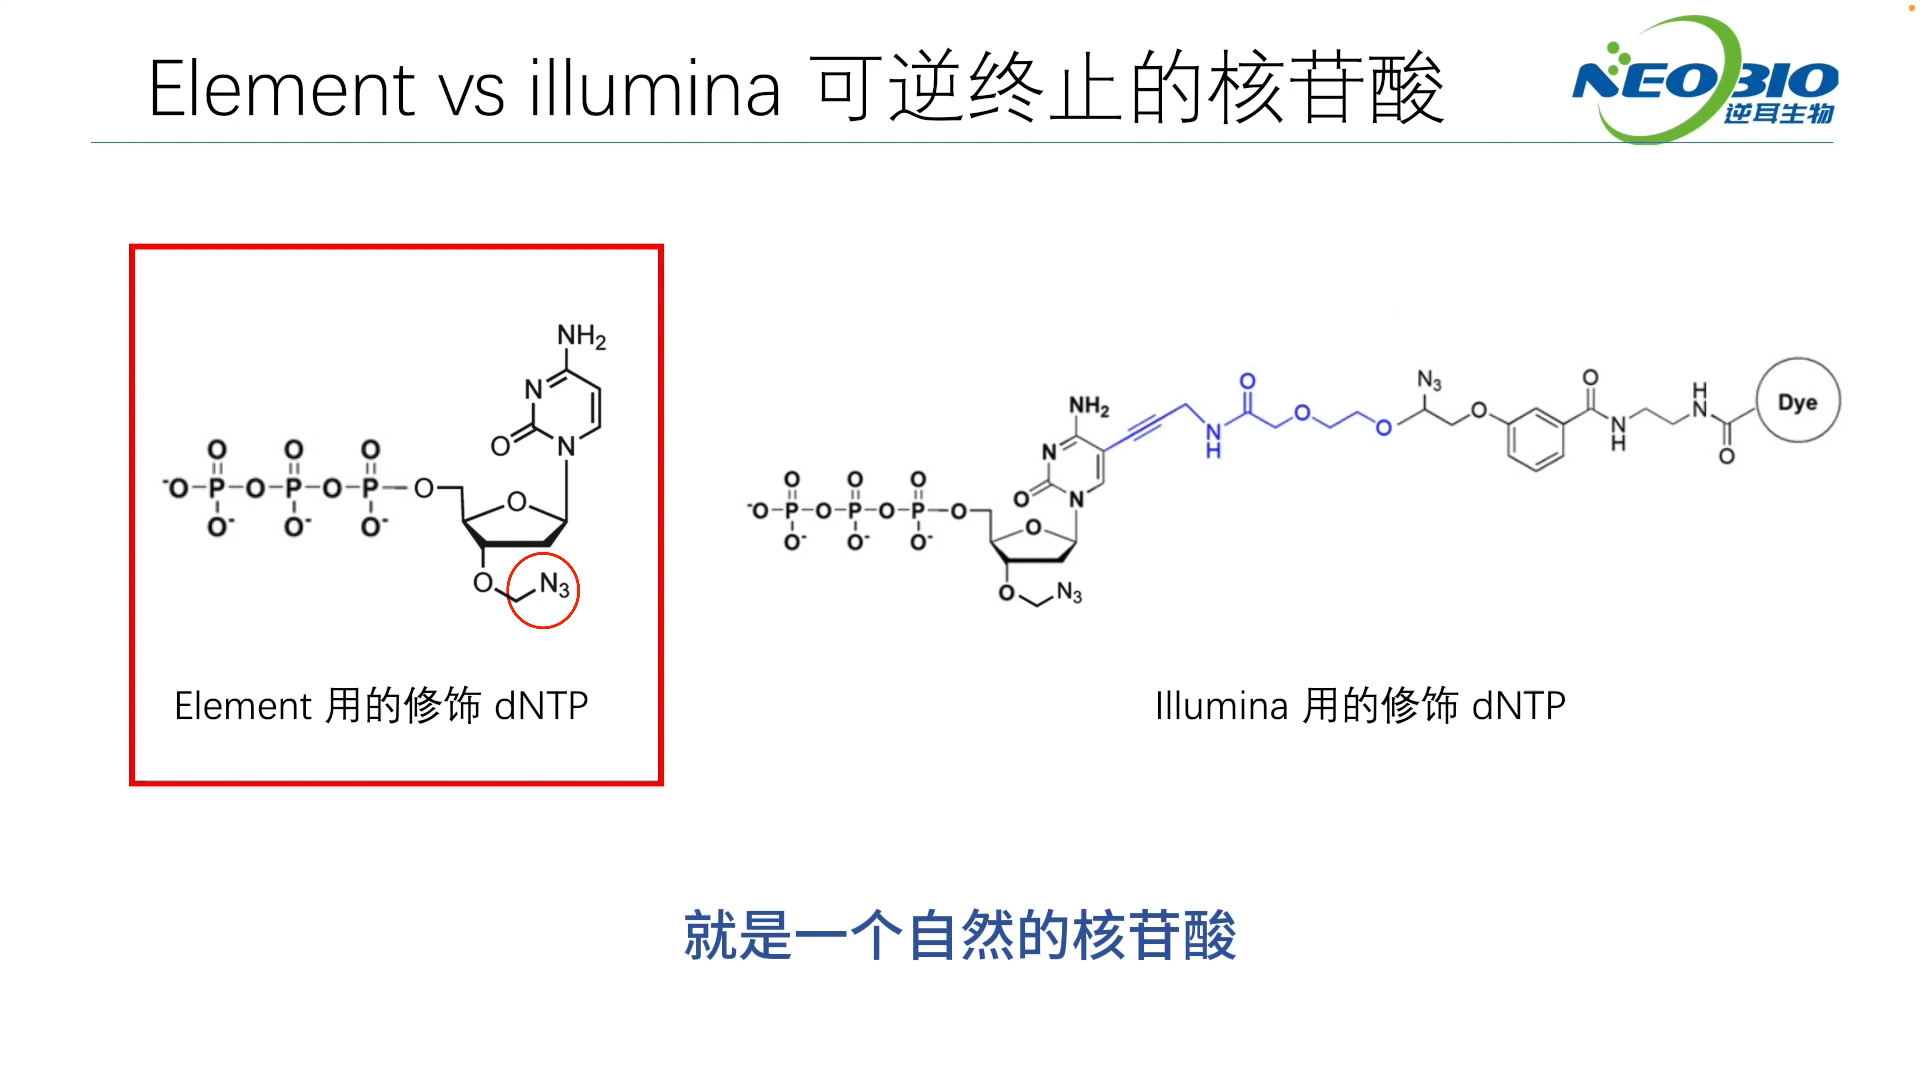 Element vs illumina 可逆终止的核苷酸
NEOBIO
逆耳生物
NH2
N
O
N
O O O
-O-P-O-P-O-P-O
O- O- O-
O
O
N3
Element 用的修饰 dNTP
NH2
N
O
N
O O O
-O-P-O-P-O-P-O
O- O- O-
O
O
N3
O
N
H
O
O
N3
O
O
N
H
H
N
O
Dye
Illumina 用的修饰 dNTP
就是一个自然的核苷酸